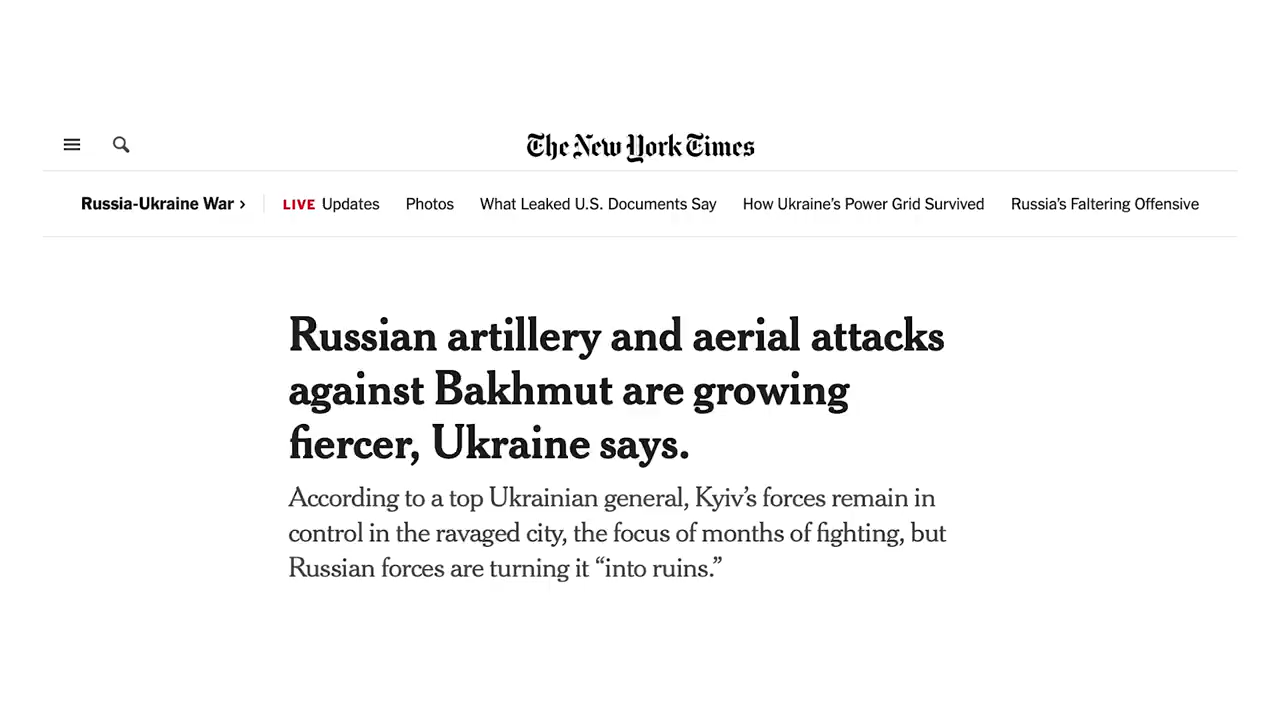 The New York Times
Russia-Ukraine War › LIVE Updates Photos What Leaked U.S. Documents Say How Ukraine’s Power Grid Survived Russia’s Faltering Offensive
Russian artillery and aerial attacks
against Bakhmut are growing
fiercer, Ukraine says.
According to a top Ukrainian general, Kyiv’s forces remain in
control in the ravaged city, the focus of months of fighting, but
Russian forces are turning it “into ruins.”